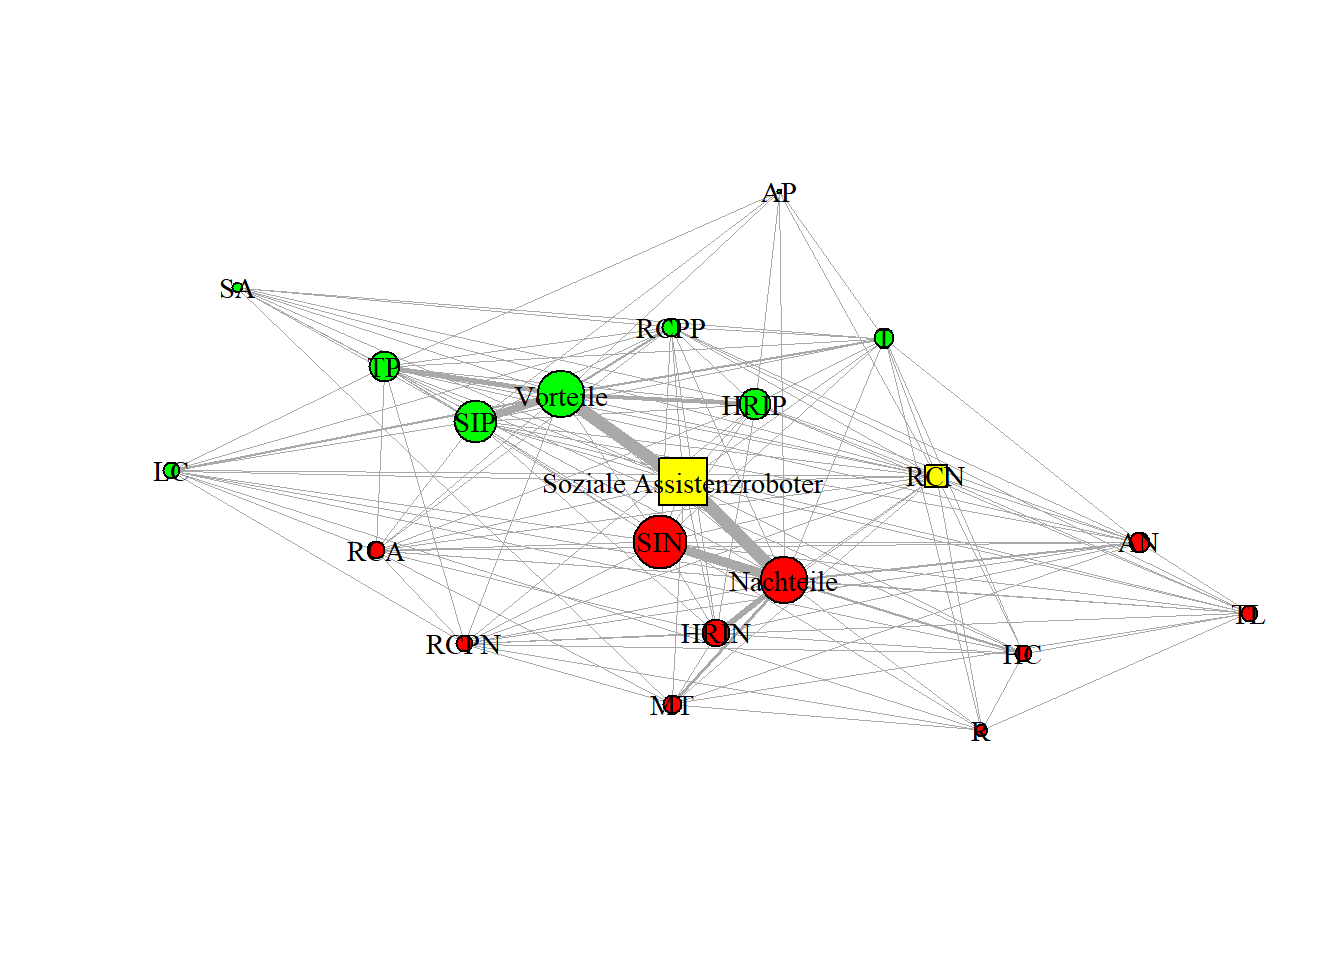 AP
SA
RCPP
I
TP
Vorteile
HRIP
SIP
LC
RCN
Soziale Assistenzroboter
SIN
AN
RCA
Nachteile
TL
HRIN
RCPN
HC
MT
R